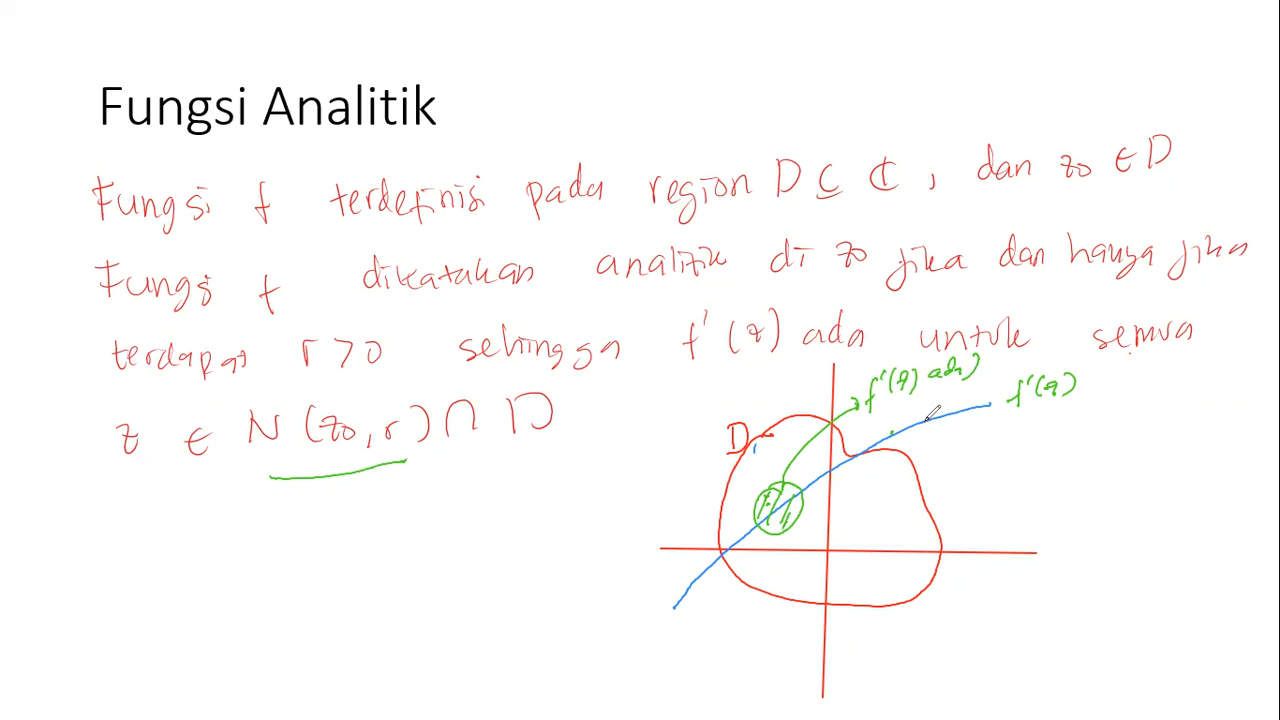 Fungsi Analitik
Fungsi f terdefinisi pada region D ⊆ ℂ, dan z0 ∈ D
Fungsi f dikatakan analitik di z0 jika dan hanya jika
terdapat r > 0 sehingga f'(z) ada untuk semua
z ∈ N(z0, r) ∩ D
f'(z) ada
f'(z)
D